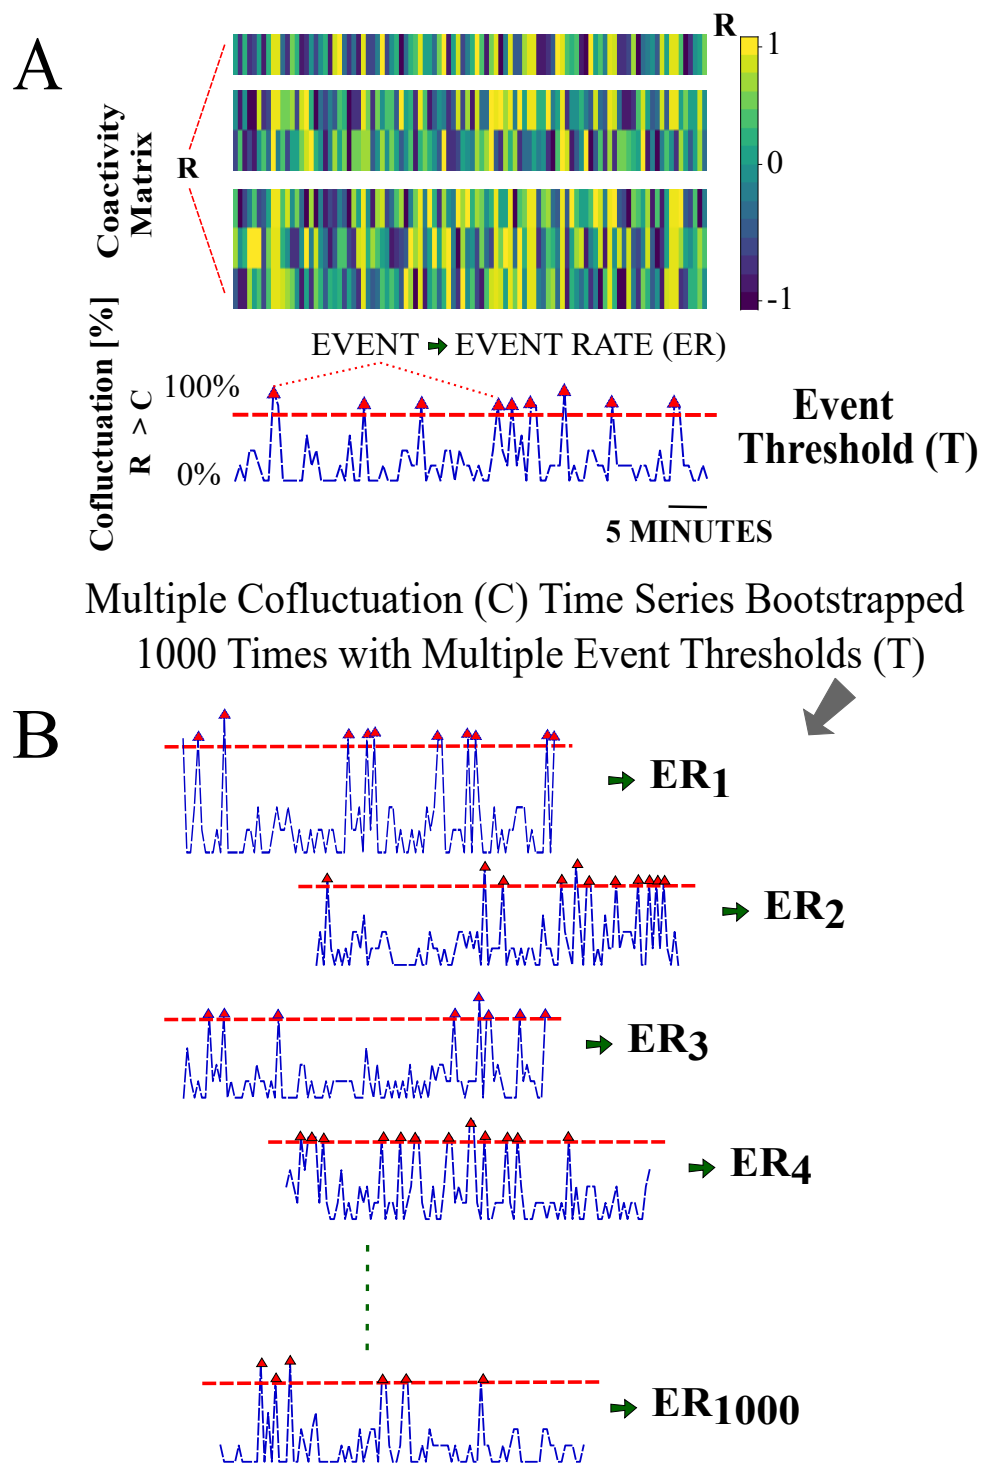 A
R
1
0
-1
Coactivity
Matrix
R
EVENT EVENT RATE (ER)
Cofluctuation [%]
R > C
100%
0%
Event
Threshold (T)
5 MINUTES
Multiple Cofluctuation (C) Time Series Bootstrapped
1000 Times with Multiple Event Thresholds (T)
B
ER1
ER2
ER3
ER4
ER1000